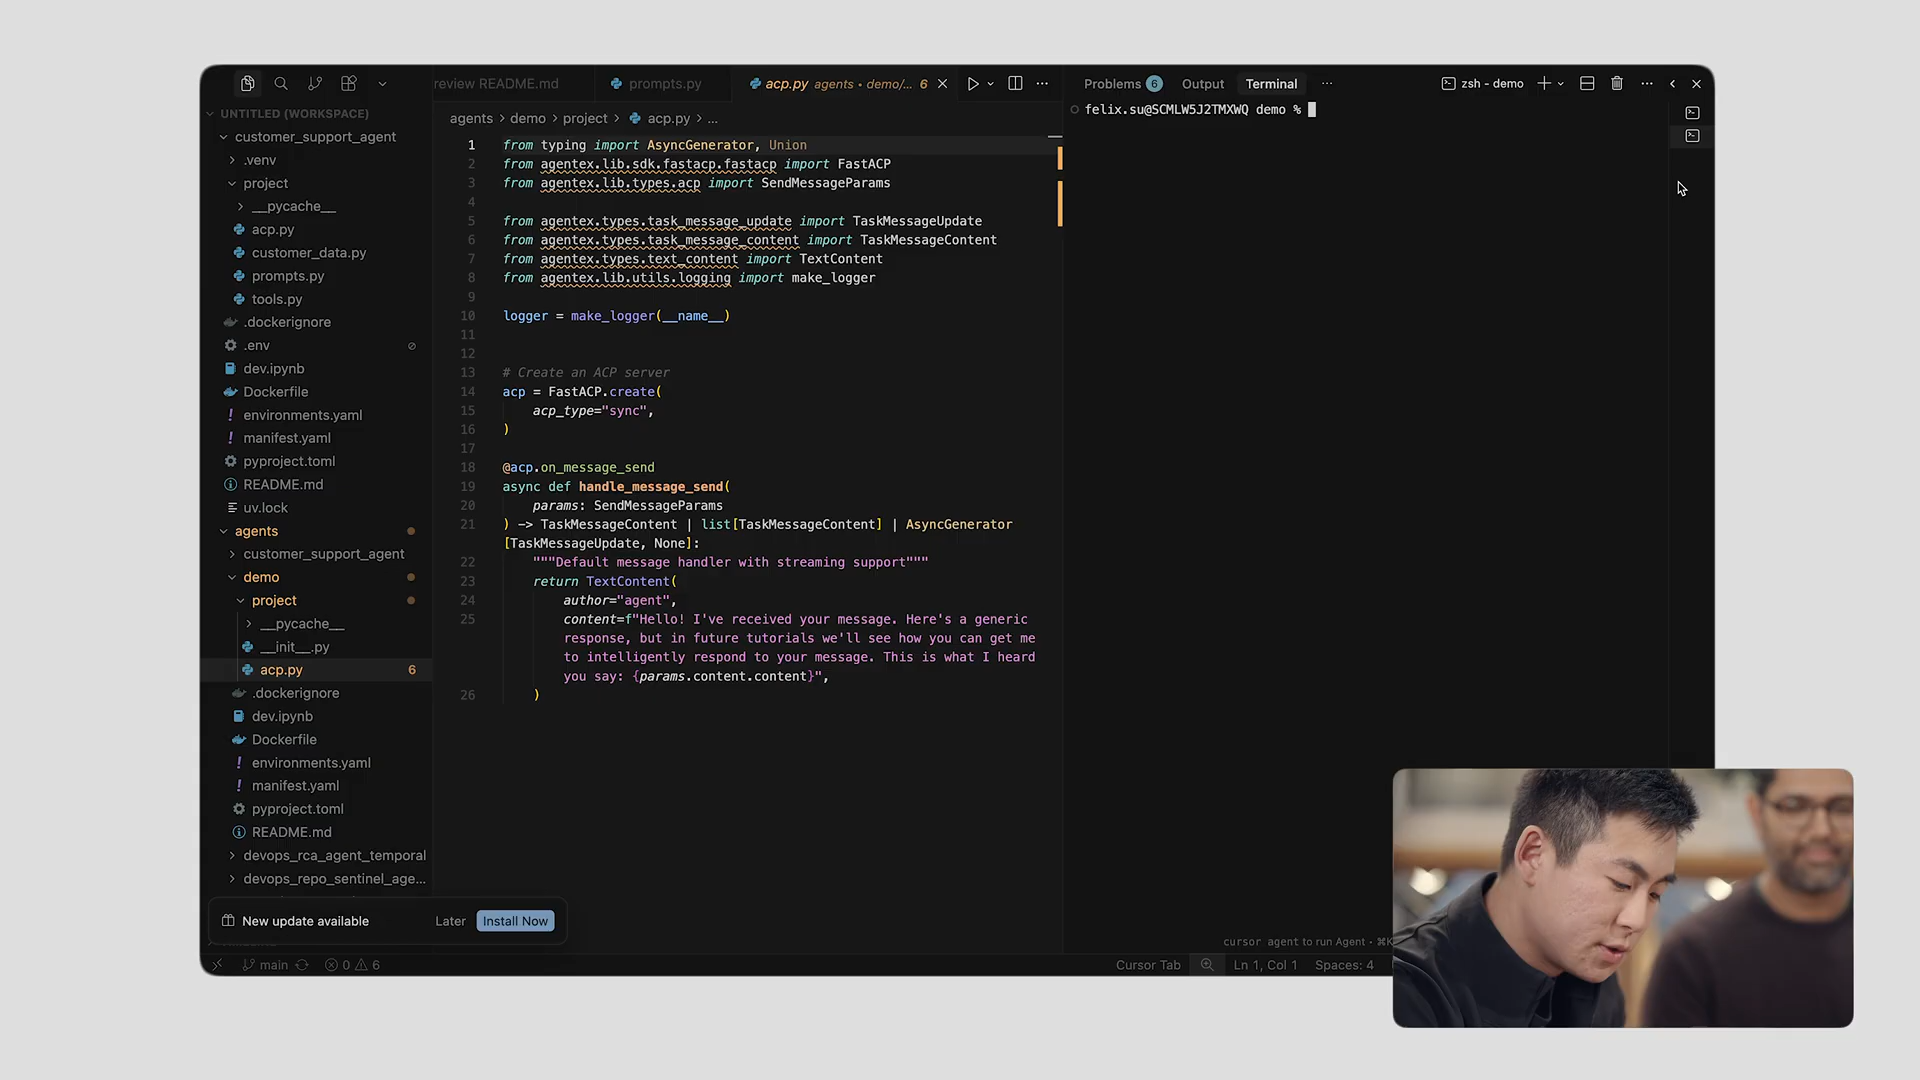 review README.md
prompts.py
acp.py agents • demo/... 6
Problems 6
Output
Terminal
zsh - demo
UNTITLED (WORKSPACE)
customer_support_agent
.venv
project
__pycache__
acp.py
customer_data.py
prompts.py
tools.py
.dockerignore
.env
dev.ipynb
Dockerfile
! environments.yaml
! manifest.yaml
pyproject.toml
README.md
uv.lock
agents
customer_support_agent
demo
project
__pycache__
__init__.py
acp.py 6
.dockerignore
dev.ipynb
Dockerfile
! environments.yaml
! manifest.yaml
pyproject.toml
README.md
devops_rca_agent_temporal
devops_repo_sentinel_age...
New update available Later Install Now
agents > demo > project > acp.py > ...
1 from typing import AsyncGenerator, Union
2 from agentex.lib.sdk.fastacp.fastacp import FastACP
3 from agentex.lib.types.acp import SendMessageParams
4
5 from agentex.types.task_message_update import TaskMessageUpdate
6 from agentex.types.task_message_content import TaskMessageContent
7 from agentex.types.text_content import TextContent
8 from agentex.lib.utils.logging import make_logger
9
10 logger = make_logger(__name__)
11
12
13 # Create an ACP server
14 acp = FastACP.create(
15 acp_type="sync",
16 )
17
18 @acp.on_message_send
19 async def handle_message_send(
20 params: SendMessageParams
21 ) -> TaskMessageContent | list[TaskMessageContent] | AsyncGenerator
[TaskMessageUpdate, None]:
22 """Default message handler with streaming support"""
23 return TextContent(
24 author="agent",
25 content=f"Hello! I've received your message. Here's a generic
response, but in future tutorials we'll see how you can get me
to intelligently respond to your message. This is what I heard
you say: {params.content.content}",
26 )
felix.su@SCMLW5J2TMXWQ demo %
cursor agent to run Agent • ⌘K
main 0 6
Cursor Tab
Ln 1, Col 1
Spaces: 4